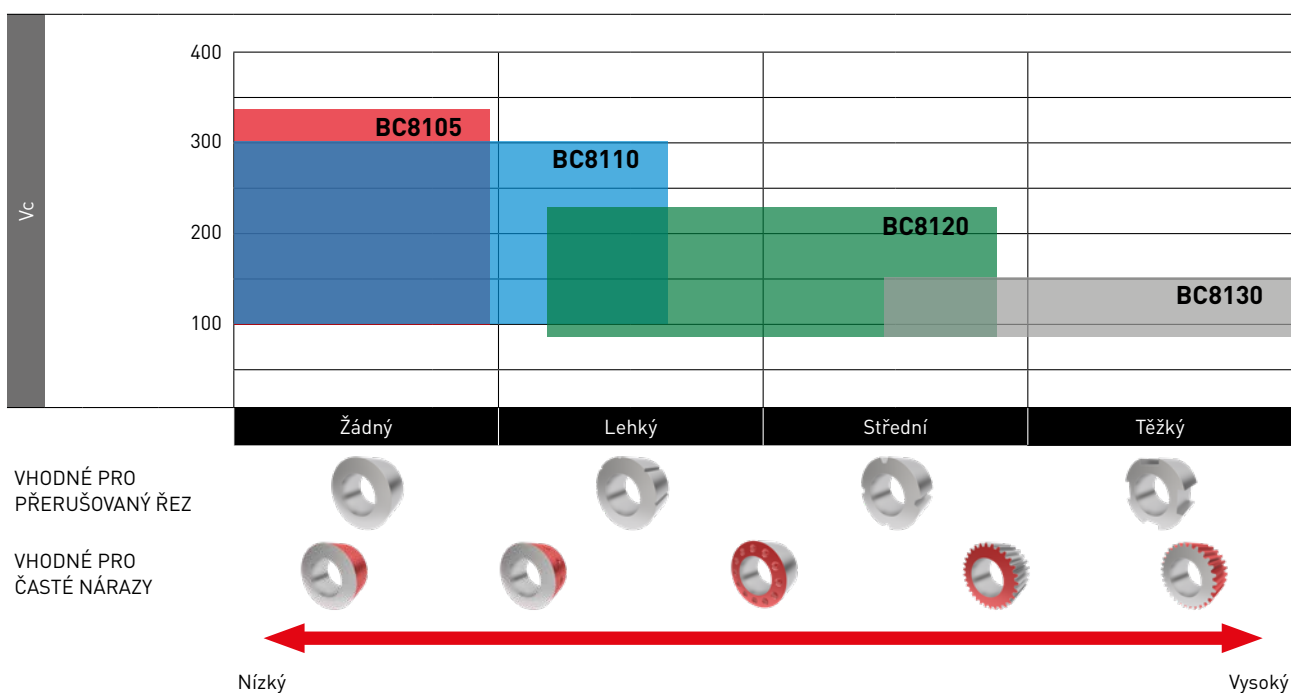 Vc
400
300
200
100
BC8105
BC8110
BC8120
BC8130
Žádný
Lehký
Střední
Těžký
VHODNÉ PRO
PŘERUŠOVANÝ ŘEZ
VHODNÉ PRO
ČASTÉ NÁRAZY
Nízký
Vysoký